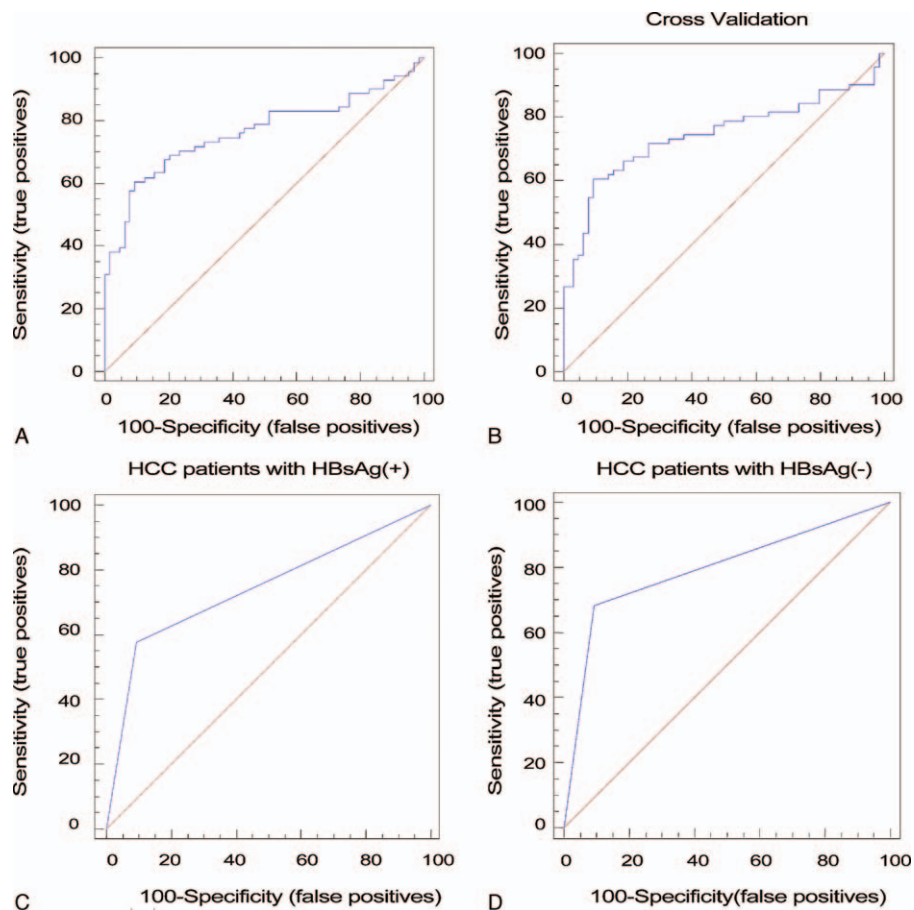 Cross Validation
100
80
60
40
20
0
Sensitivity (true positives)
0 20 40 60 80 100
100-Specificity (false positives)
A
100
80
60
40
20
0
Sensitivity (true positives)
0 20 40 60 80 100
100-Specificity (false positives)
B
HCC patients with HBsAg(+)
100
80
60
40
20
0
Sensitivity (true positives)
0 20 40 60 80 100
100-Specificity (false positives)
C
HCC patients with HBsAg(-)
100
80
60
40
20
0
Sensitivity (true positives)
0 20 40 60 80 100
100-Specificity(false positives)
D